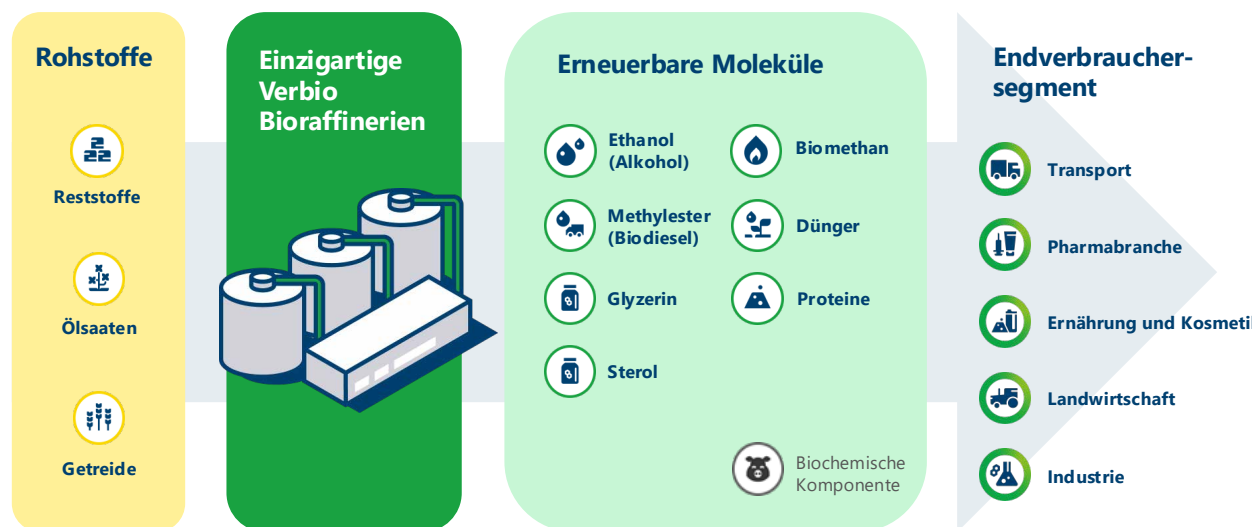 Rohstoffe
Reststoffe
Ölsaaten
Getreide
Einzigartige
Verbio
Bioraffinerien
Erneuerbare Moleküle
Ethanol
(Alkohol)
Methylester
(Biodiesel)
Glyzerin
Sterol
Biomethan
Dünger
Proteine
Biochemische
Komponente
Endverbraucher-
segment
Transport
Pharmabranche
Ernährung und Kosmetik
Landwirtschaft
Industrie